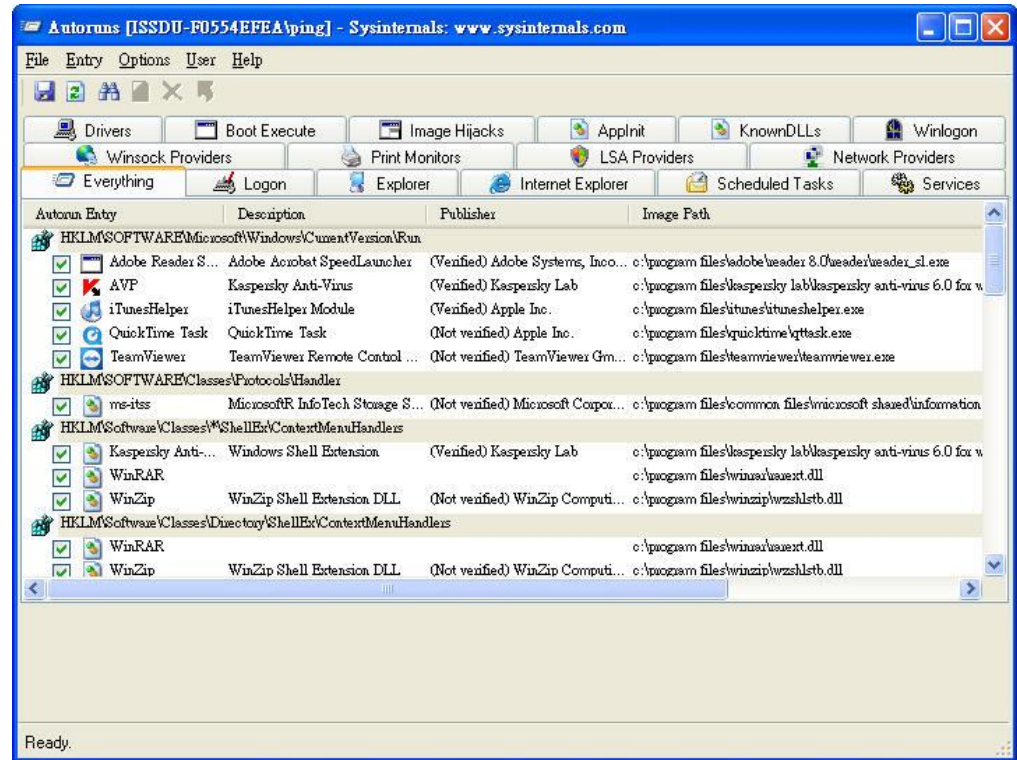 Autoruns [ISSDU-F0554EFEA\ping] - Sysinternals: www.sysinternals.com
File Entry Options User Help
Drivers Boot Execute Image Hijacks AppInit KnownDLLs Winlogon
Winsock Providers Print Monitors LSA Providers Network Providers
Everything Logon Explorer Internet Explorer Scheduled Tasks Services
Autorun Entry Description Publisher Image Path
HKLM\SOFTWARE\Microsoft\Windows\CurrentVersion\Run
Adobe Reader S... Adobe Acrobat SpeedLauncher (Verified) Adobe Systems, Inco... c:\program files\adobe\reader 8.0\reader\reader_sl.exe
AVP Kaspersky Anti-Virus (Verified) Kaspersky Lab c:\program files\kaspersky lab\kaspersky anti-virus 6.0 for w
iTunesHelper iTunesHelper Module (Verified) Apple Inc. c:\program files\itunes\ituneshelper.exe
QuickTime Task QuickTime Task (Not verified) Apple Inc. c:\program files\quicktime\qttask.exe
TeamViewer TeamViewer Remote Control ... (Not verified) TeamViewer Gm... c:\program files\teamviewer\teamviewer.exe
HKLM\SOFTWARE\Classes\Protocols\Handler
ms-itss MicrosoftR InfoTech Storage S... (Not verified) Microsoft Corpor... c:\program files\common files\microsoft shared\information
HKLM\Software\Classes\*\ShellEx\ContextMenuHandlers
Kaspersky Anti-... Windows Shell Extension (Verified) Kaspersky Lab c:\program files\kaspersky lab\kaspersky anti-virus 6.0 for w
WinRAR c:\program files\winrar\rarext.dll
WinZip WinZip Shell Extension DLL (Not verified) WinZip Computi... c:\program files\winzip\wzshlstb.dll
HKLM\Software\Classes\Directory\ShellEx\ContextMenuHandlers
WinRAR c:\program files\winrar\rarext.dll
WinZip WinZip Shell Extension DLL (Not verified) WinZip Computi... c:\program files\winzip\wzshlstb.dll
Ready.